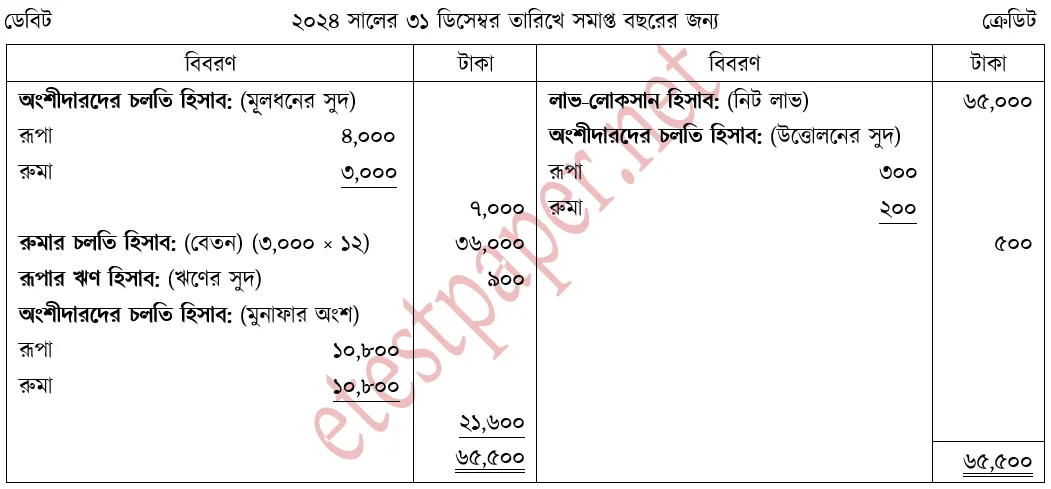 ডেবিট ২০২৪ সালের ৩১ ডিসেম্বর তারিখে সমাপ্ত বছরের জন্য ক্রেডিট
বিবরণ টাকা বিবরণ টাকা
অংশীদারদের চলতি হিসাব: (মূলধনের সুদ) লাভ-লোকসান হিসাব: (নিট লাভ) ৬৫,০০০
রূপা ৪,০০০ অংশীদারদের চলতি হিসাব: (উত্তোলনের সুদ)
রুমা ৩,০০০ রূপা ৩০০
৭,০০০ রুমা ২০০
রুমার চলতি হিসাব: (বেতন) (৩,০০০ × ১২) ৩৬,০০০ ৫০০
রূপার ঋণ হিসাব: (ঋণের সুদ) ৯০০
অংশীদারদের চলতি হিসাব: (মুনাফার অংশ)
রূপা ১০,৮০০
রুমা ১০,৮০০
২১,৬০০
৬৫,৫০০ ৬৫,৫০০
etestpaper.net